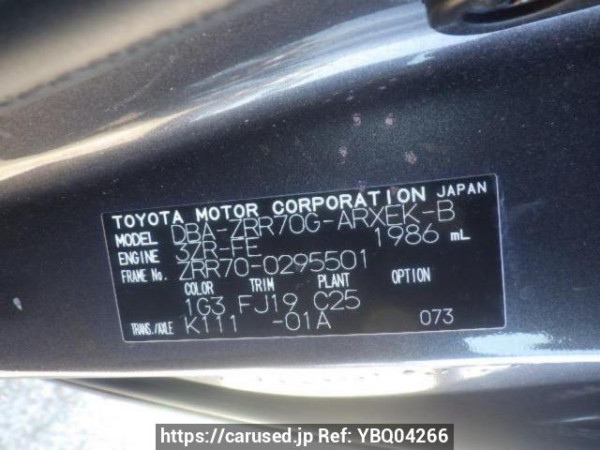 TOYOTA MOTOR CORPORATION JAPAN
MODEL DBA-ZRR70G-ARXEK-B
ENGINE 3ZR-FE 1986 mL
FRAME No. ZRR70-0295501
COLOR TRIM PLANT OPTION
1G3 FJ19 C25
TRANS./AXLE K111 -01A 073
https://carused.jp Ref: YBQ04266